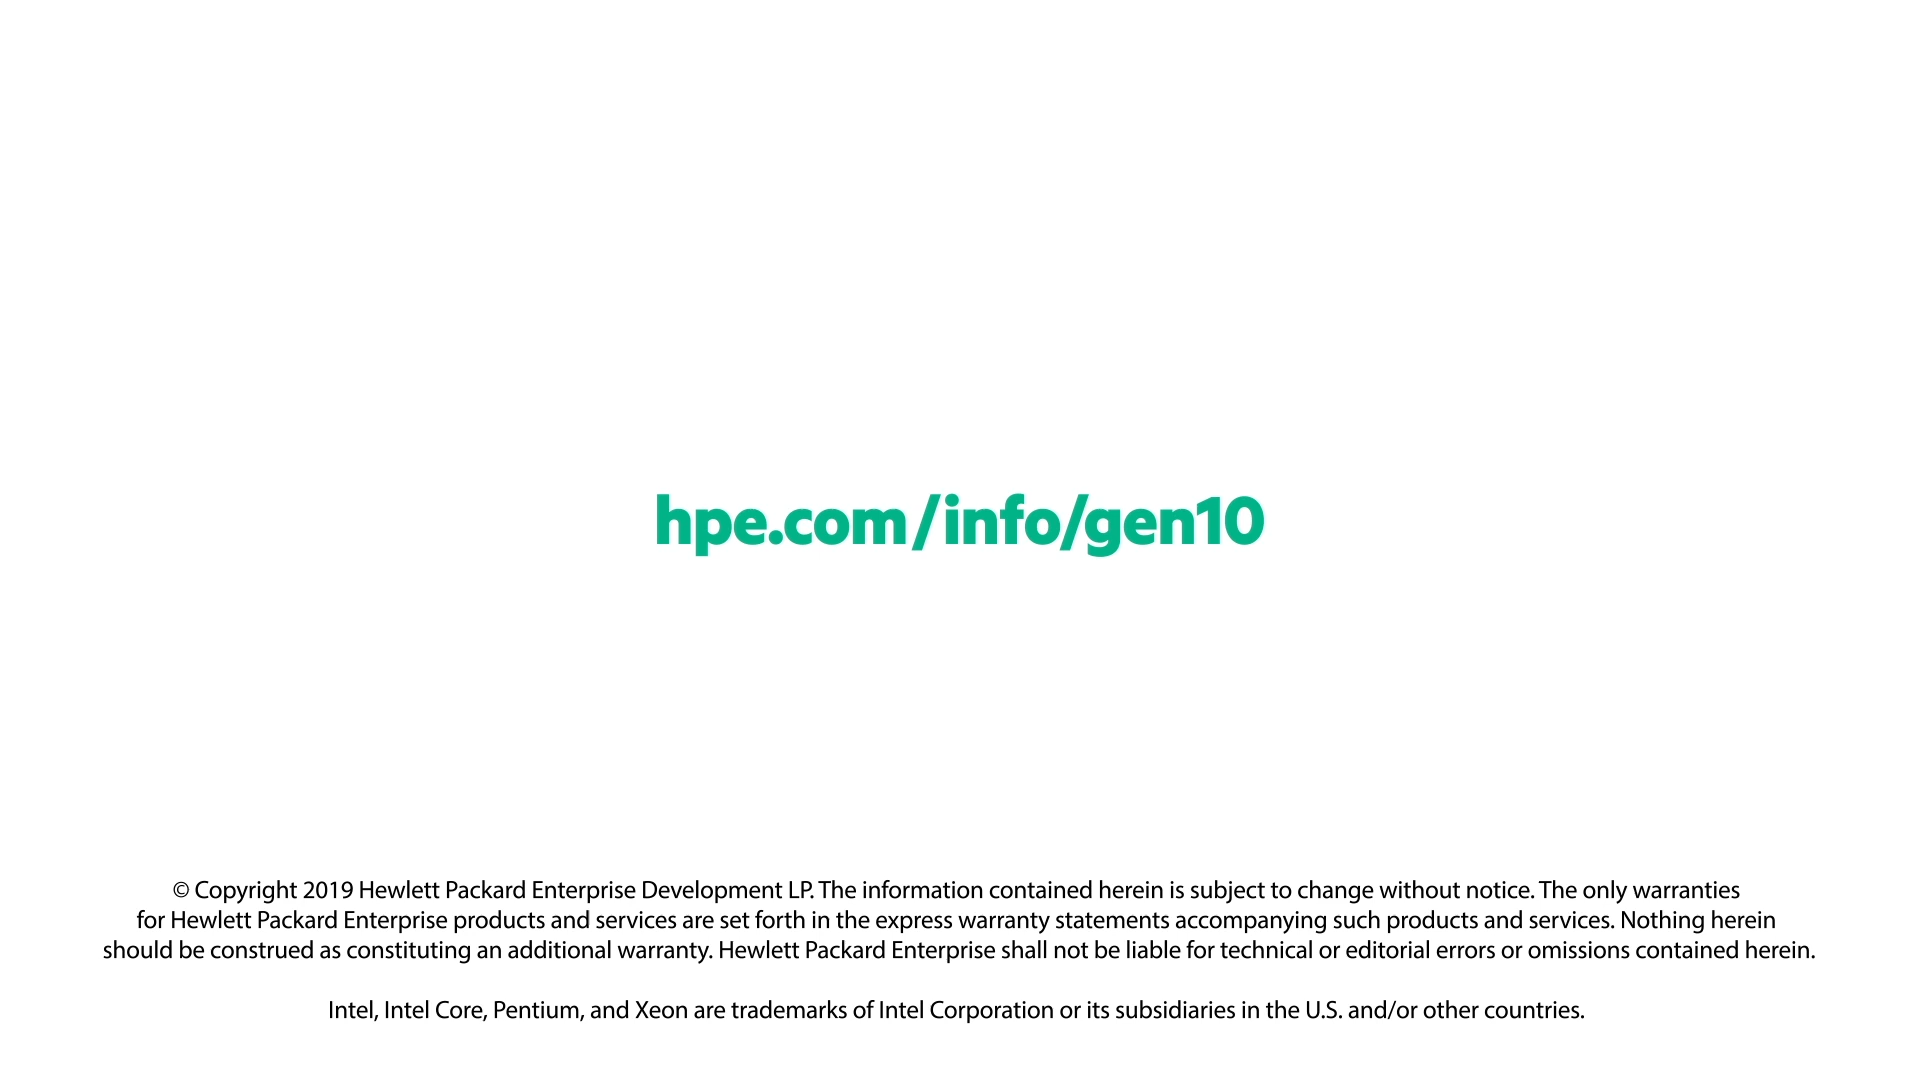 hpe.com/info/gen10
© Copyright 2019 Hewlett Packard Enterprise Development LP. The information contained herein is subject to change without notice. The only warranties
for Hewlett Packard Enterprise products and services are set forth in the express warranty statements accompanying such products and services. Nothing herein
should be construed as constituting an additional warranty. Hewlett Packard Enterprise shall not be liable for technical or editorial errors or omissions contained herein.
Intel, Intel Core, Pentium, and Xeon are trademarks of Intel Corporation or its subsidiaries in the U.S. and/or other countries.